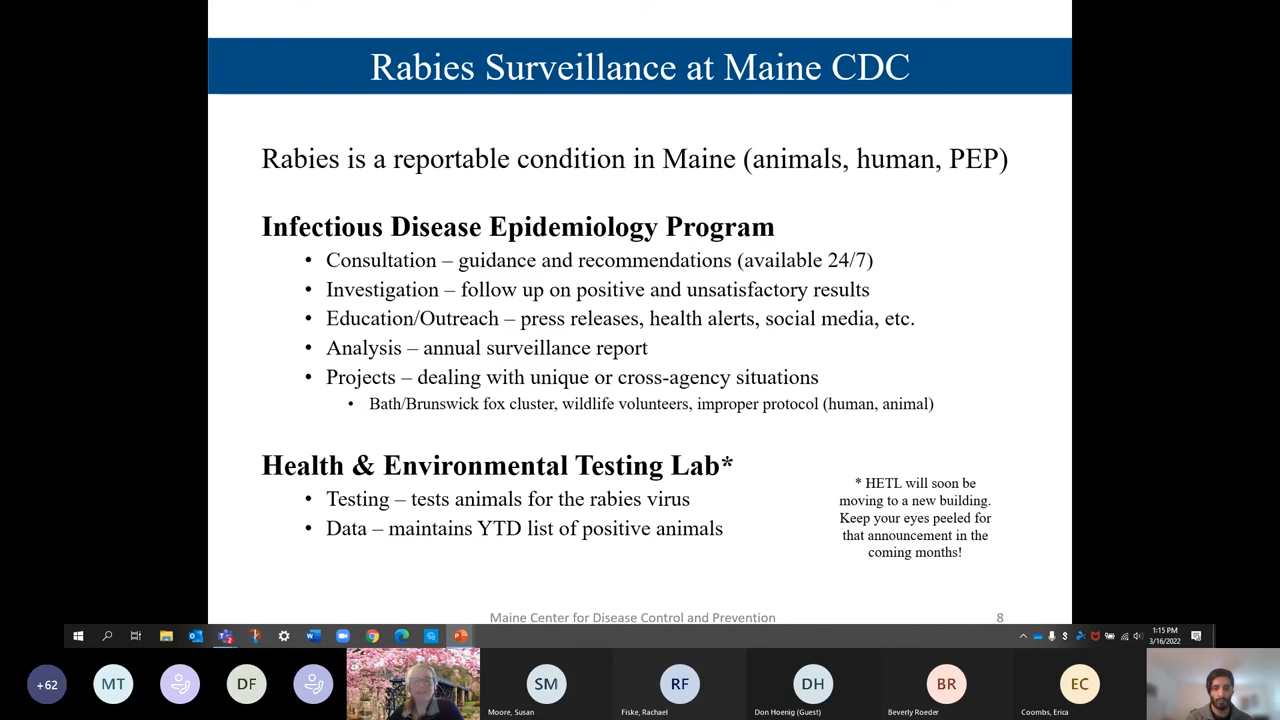 Rabies Surveillance at Maine CDC
Rabies is a reportable condition in Maine (animals, human, PEP)
Infectious Disease Epidemiology Program
• Consultation – guidance and recommendations (available 24/7)
• Investigation – follow up on positive and unsatisfactory results
• Education/Outreach – press releases, health alerts, social media, etc.
• Analysis – annual surveillance report
• Projects – dealing with unique or cross-agency situations
• Bath/Brunswick fox cluster, wildlife volunteers, improper protocol (human, animal)
Health & Environmental Testing Lab*
• Testing – tests animals for the rabies virus
• Data – maintains YTD list of positive animals
* HETL will soon be
moving to a new building.
Keep your eyes peeled for
that announcement in the
coming months!
Maine Center for Disease Control and Prevention
8
1:15 PM
3/16/2022
+62
MT
DF
SM
RF
DH
BR
EC
Moore, Susan
Fiske, Rachael
Don Hoenig (Guest)
Beverly Roeder
Coombs, Erica